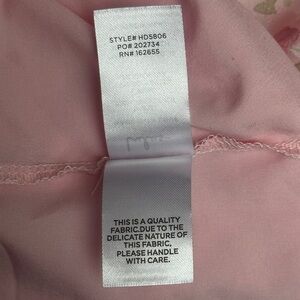 STYLE# HD5806
PO# 202734
RN# 162655
THIS IS A QUALITY
FABRIC.DUE TO THE
DELICATE NATURE OF
THIS FABRIC,
PLEASE HANDLE
WITH CARE.